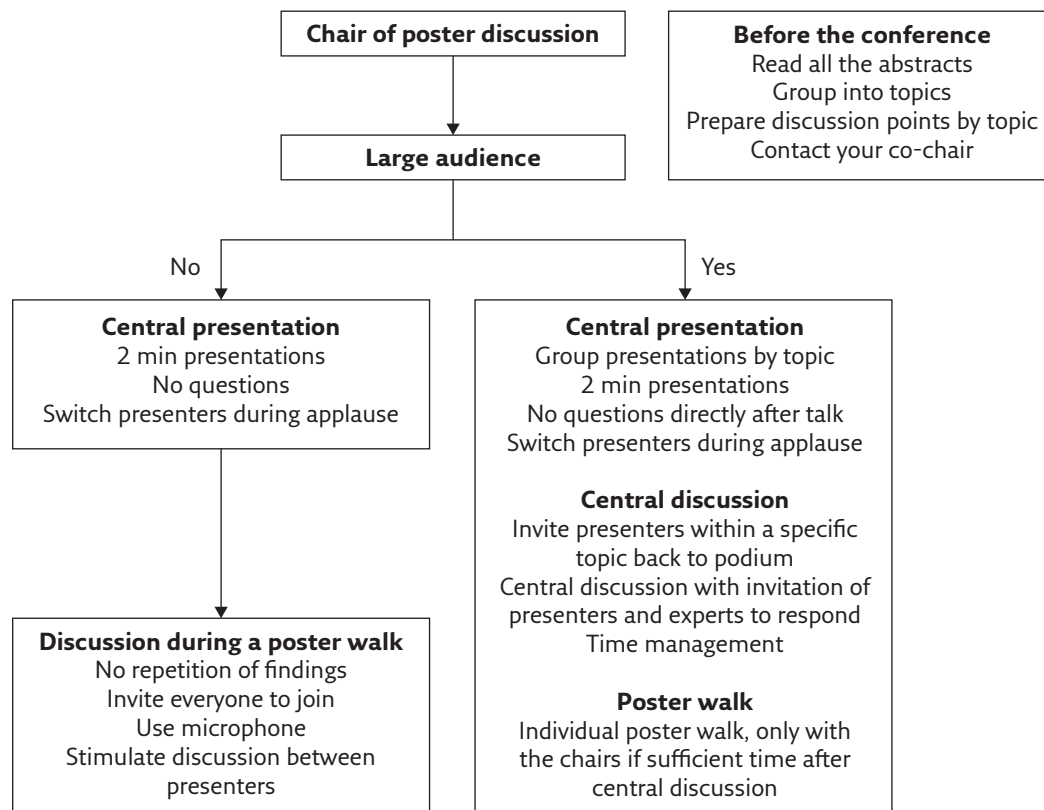 Chair of poster discussion
Before the conference
Read all the abstracts
Group into topics
Prepare discussion points by topic
Contact your co-chair
Large audience
No
Yes
Central presentation
2 min presentations
No questions
Switch presenters during applause
Central presentation
Group presentations by topic
2 min presentations
No questions directly after talk
Switch presenters during applause
Central discussion
Invite presenters within a specific
topic back to podium
Central discussion with invitation of
presenters and experts to respond
Time management
Poster walk
Individual poster walk, only with
the chairs if sufficient time after
central discussion
Discussion during a poster walk
No repetition of findings
Invite everyone to join
Use microphone
Stimulate discussion between
presenters